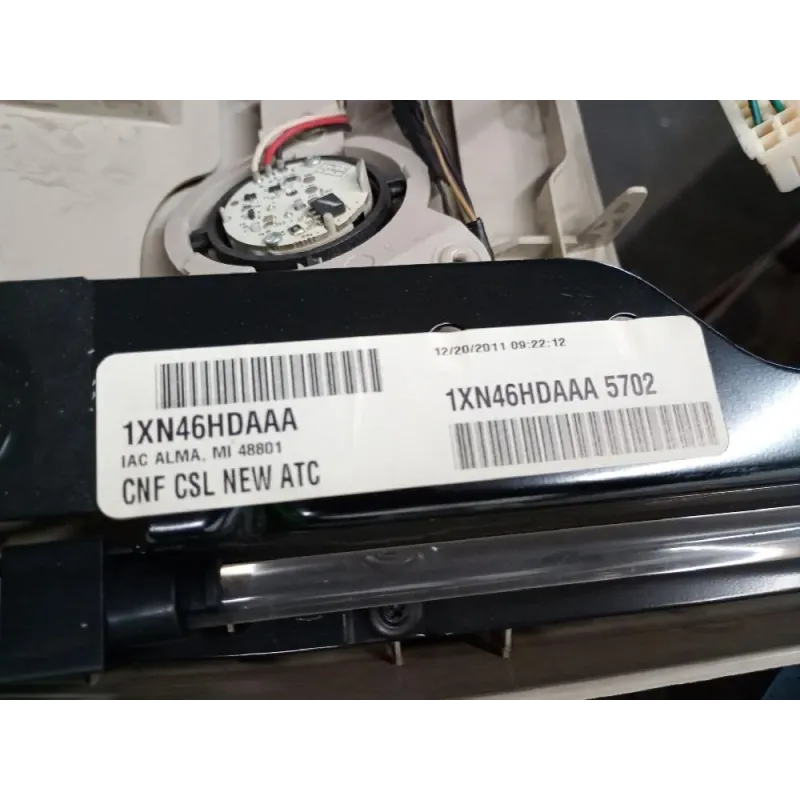 1XN46HDAAA
IAC ALMA, MI 48801
CNF CSL NEW ATC
12/20/2011 09:22:12
1XN46HDAAA 5702